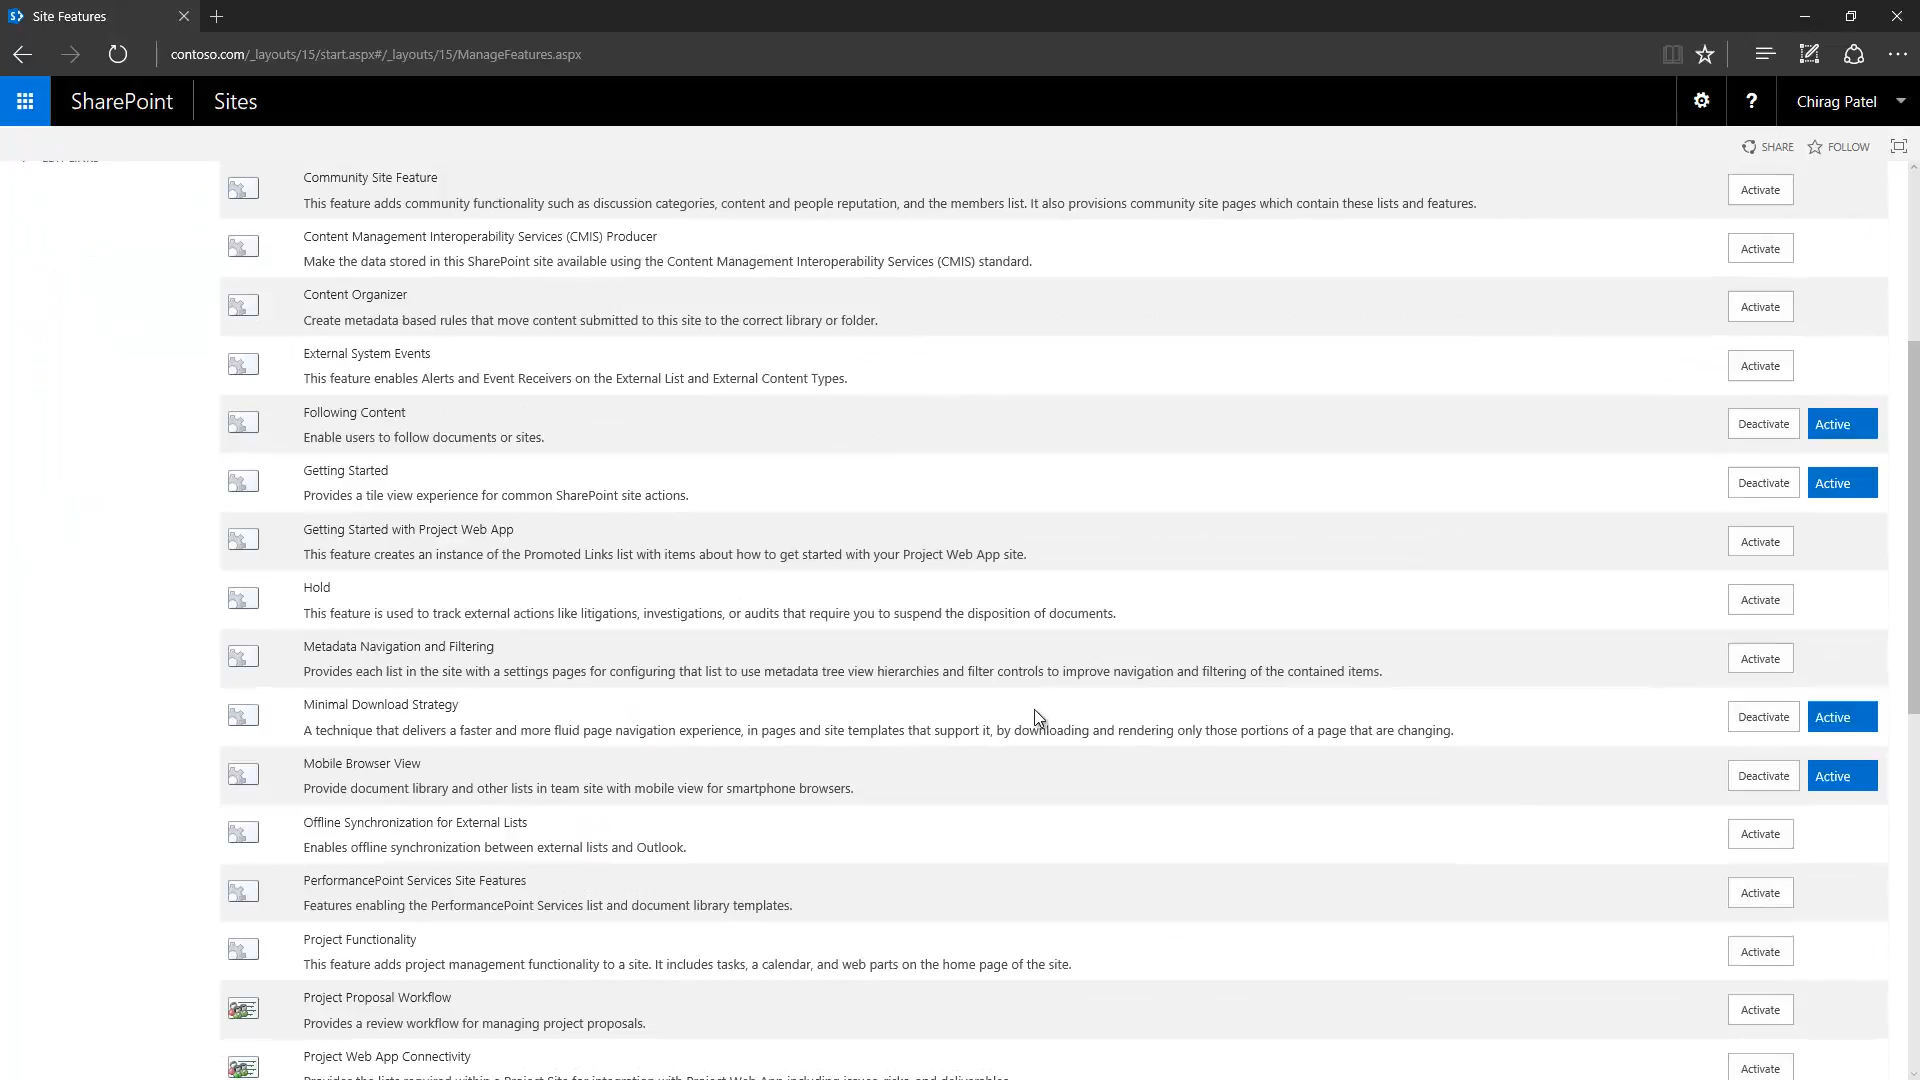 Site Features
contoso.com/_layouts/15/start.aspx#/_layouts/15/ManageFeatures.aspx
SharePoint
Sites
?
Chirag Patel
SHARE
FOLLOW
Community Site Feature
Activate
This feature adds community functionality such as discussion categories, content and people reputation, and the members list. It also provisions community site pages which contain these lists and features.
Content Management Interoperability Services (CMIS) Producer
Activate
Make the data stored in this SharePoint site available using the Content Management Interoperability Services (CMIS) standard.
Content Organizer
Activate
Create metadata based rules that move content submitted to this site to the correct library or folder.
External System Events
Activate
This feature enables Alerts and Event Receivers on the External List and External Content Types.
Following Content
Deactivate Active
Enable users to follow documents or sites.
Getting Started
Deactivate Active
Provides a tile view experience for common SharePoint site actions.
Getting Started with Project Web App
Activate
This feature creates an instance of the Promoted Links list with items about how to get started with your Project Web App site.
Hold
Activate
This feature is used to track external actions like litigations, investigations, or audits that require you to suspend the disposition of documents.
Metadata Navigation and Filtering
Activate
Provides each list in the site with a settings pages for configuring that list to use metadata tree view hierarchies and filter controls to improve navigation and filtering of the contained items.
Minimal Download Strategy
Deactivate Active
A technique that delivers a faster and more fluid page navigation experience, in pages and site templates that support it, by downloading and rendering only those portions of a page that are changing.
Mobile Browser View
Deactivate Active
Provide document library and other lists in team site with mobile view for smartphone browsers.
Offline Synchronization for External Lists
Activate
Enables offline synchronization between external lists and Outlook.
PerformancePoint Services Site Features
Activate
Features enabling the PerformancePoint Services list and document library templates.
Project Functionality
Activate
This feature adds project management functionality to a site. It includes tasks, a calendar, and web parts on the home page of the site.
Project Proposal Workflow
Activate
Provides a review workflow for managing project proposals.
Project Web App Connectivity
Activate